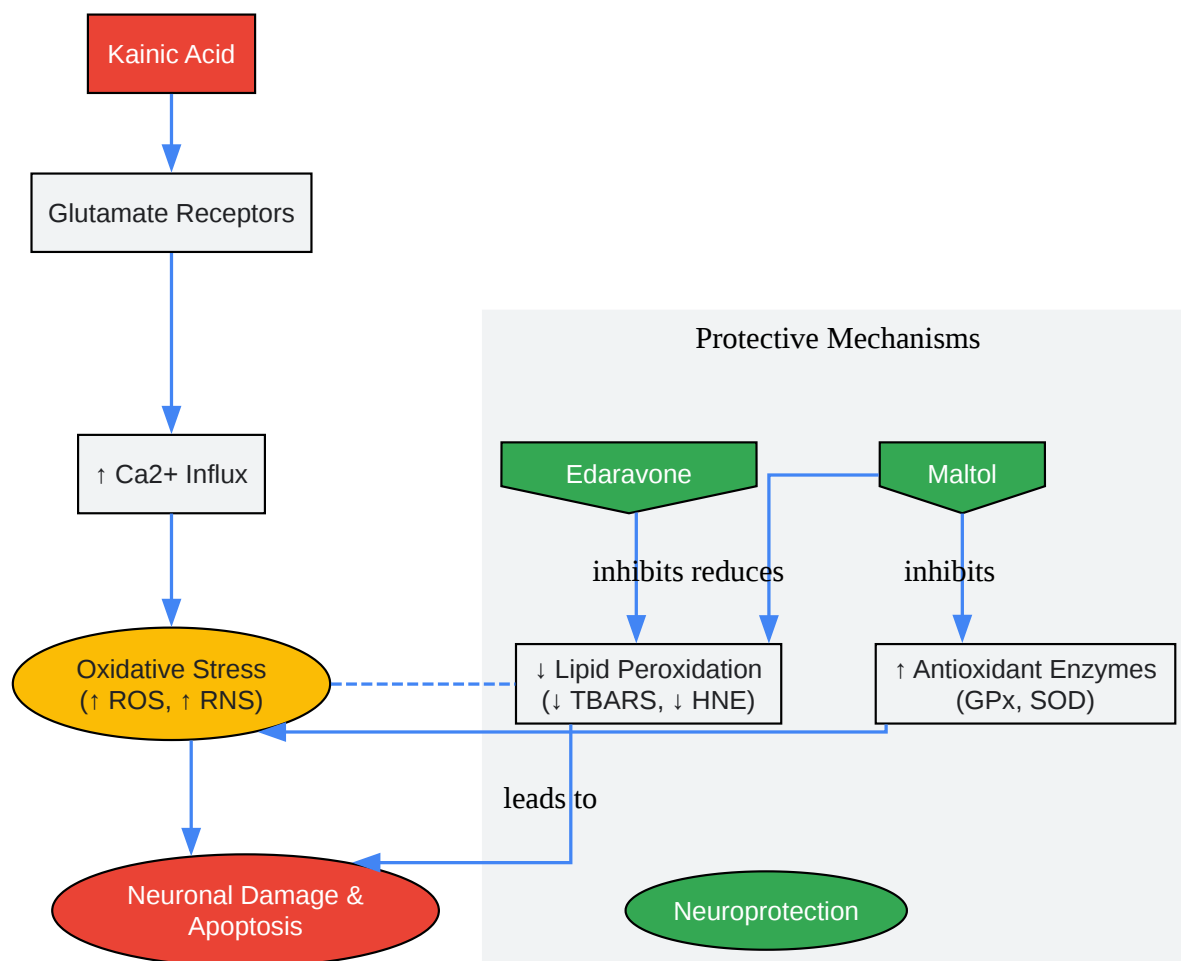 Kainic Acid
Glutamate Receptors
Protective Mechanisms
↑ Ca2+ Influx
Edaravone
Maltol
inhibits reduces
inhibits
Oxidative Stress
(↑ ROS, ↑ RNS)
↓ Lipid Peroxidation
(↓ TBARS, ↓ HNE)
↑ Antioxidant Enzymes
(GPx, SOD)
leads to
Neuronal Damage &
Apoptosis
Neuroprotection